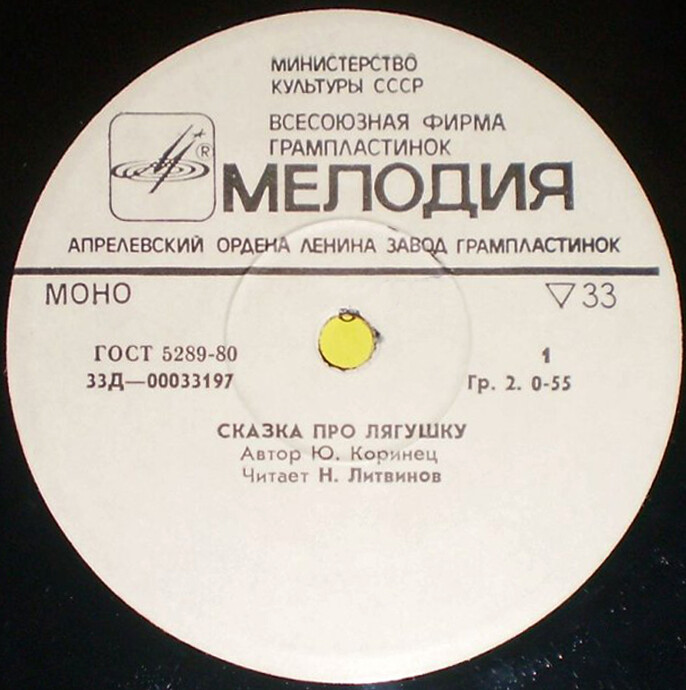 МИНИСТЕРСТВО
КУЛЬТУРЫ СССР
ВСЕСОЮЗНАЯ ФИРМА
ГРАМПЛАСТИНОК
®
МЕЛОДИЯ
АПРЕЛЕВСКИЙ ОРДЕНА ЛЕНИНА ЗАВОД ГРАМПЛАСТИНОК
МОНО ▽33
ГОСТ 5289-80 1
33Д—00033197 Гр. 2. 0-55
СКАЗКА ПРО ЛЯГУШКУ
Автор Ю. Коринец
Читает Н. Литвинов